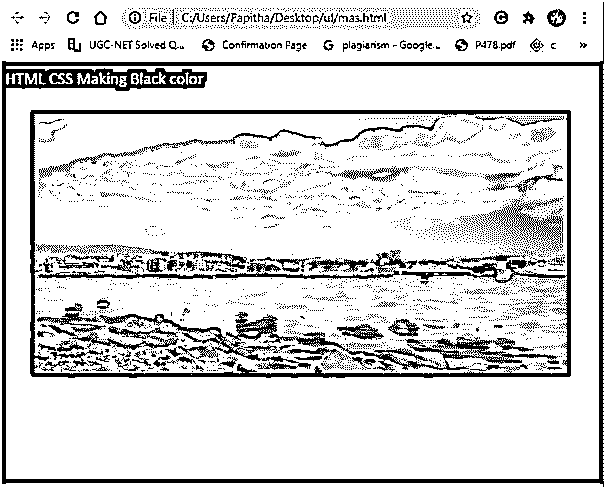 File | C:/Users/Papitha/Desktop/ul/mas.html
Apps UGC-NET Solved Q... Confirmation Page plagiarism - Google... P478.pdf c »
HTML CSS Making Black color